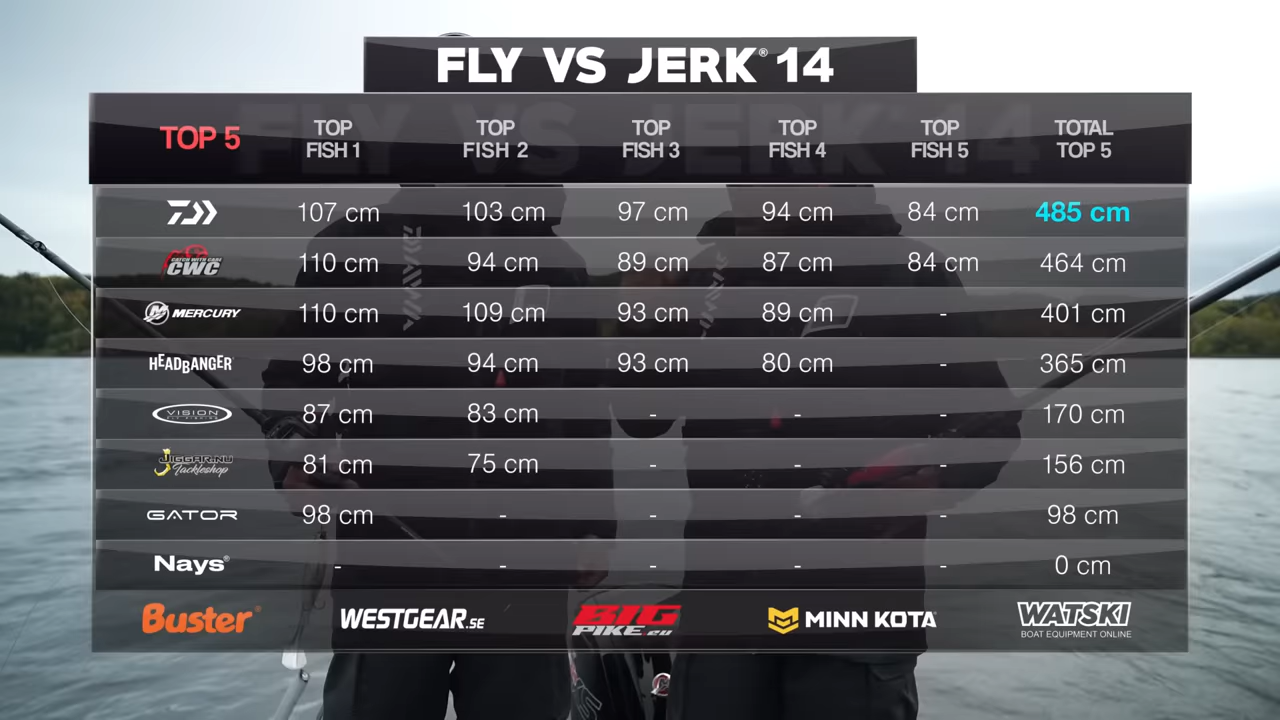 FLY VS JERK® 14
TOP 5 TOP FISH 1 TOP FISH 2 TOP FISH 3 TOP FISH 4 TOP FISH 5 TOTAL TOP 5
107 cm 103 cm 97 cm 94 cm 84 cm 485 cm
CATCH WITH CARE CWC 110 cm 94 cm 89 cm 87 cm 84 cm 464 cm
MERCURY 110 cm 109 cm 93 cm 89 cm - 401 cm
HEADBANGER 98 cm 94 cm 93 cm 80 cm - 365 cm
VISION FLY FISHING 87 cm 83 cm - - - 170 cm
JIGGAR.NU Tackleshop 81 cm 75 cm - - - 156 cm
GATOR 98 cm - - - - 98 cm
Nays® - - - - - 0 cm
Buster® WESTGEAR.SE BIG PIKE.eu MINN KOTA WATSKI BOAT EQUIPMENT ONLINE